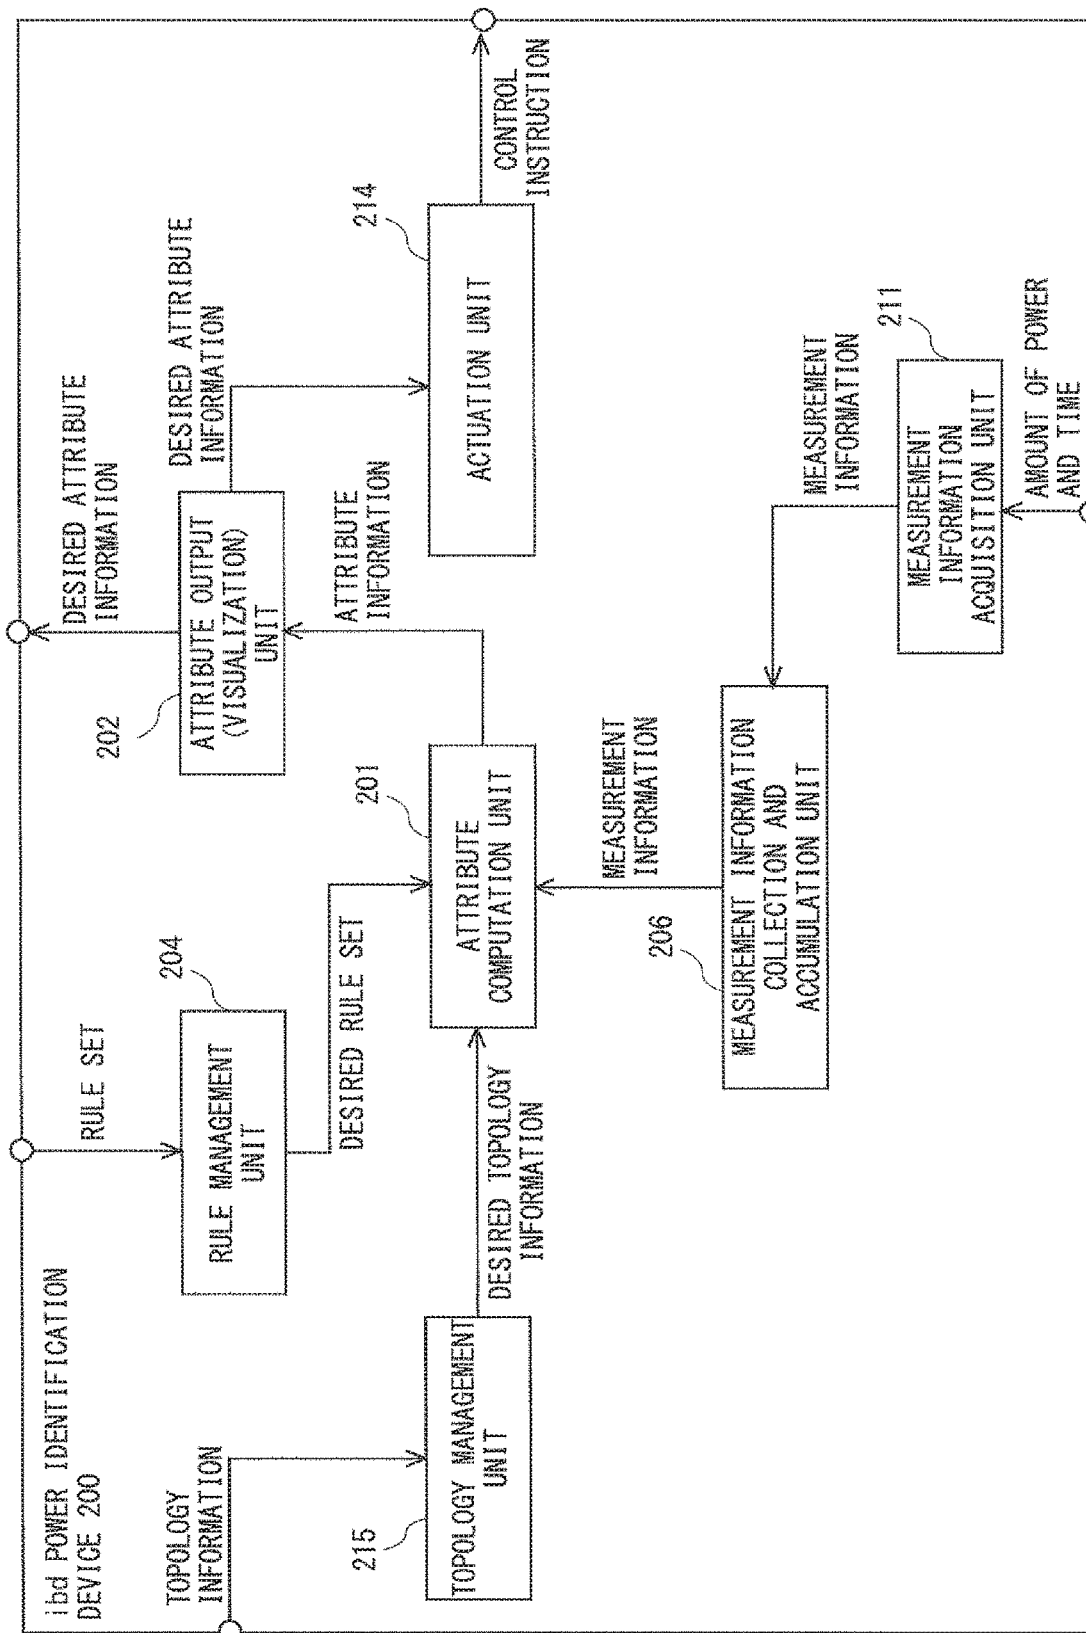 ibd POWER IDENTIFICATION
DEVICE 200
TOPOLOGY
INFORMATION
215
TOPOLOGY MANAGEMENT
UNIT
DESIRED TOPOLOGY
INFORMATION
RULE SET
204
RULE MANAGEMENT
UNIT
DESIRED RULE SET
201
ATTRIBUTE
COMPUTATION UNIT
ATTRIBUTE
INFORMATION
202
ATTRIBUTE OUTPUT
(VISUALIZATION)
UNIT
DESIRED ATTRIBUTE
INFORMATION
DESIRED ATTRIBUTE
INFORMATION
214
ACTUATION UNIT
CONTROL
INSTRUCTION
MEASUREMENT
INFORMATION
206
MEASUREMENT INFORMATION
COLLECTION AND
ACCUMULATION UNIT
MEASUREMENT
INFORMATION
211
MEASUREMENT
INFORMATION
ACQUISITION UNIT
AMOUNT OF POWER
AND TIME